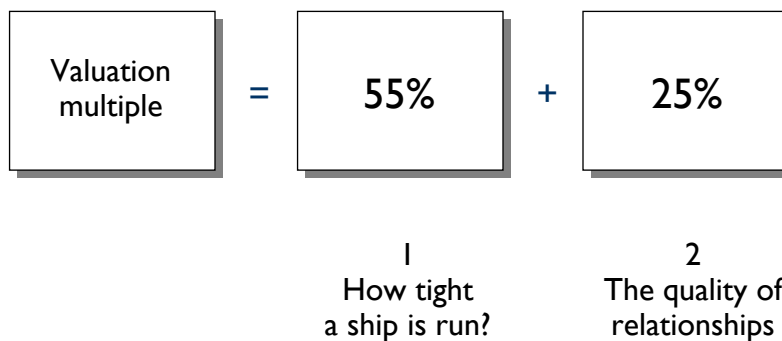 Valuation
multiple
=
55%
+
25%
1
How tight
a ship is run?
2
The quality of
relationships